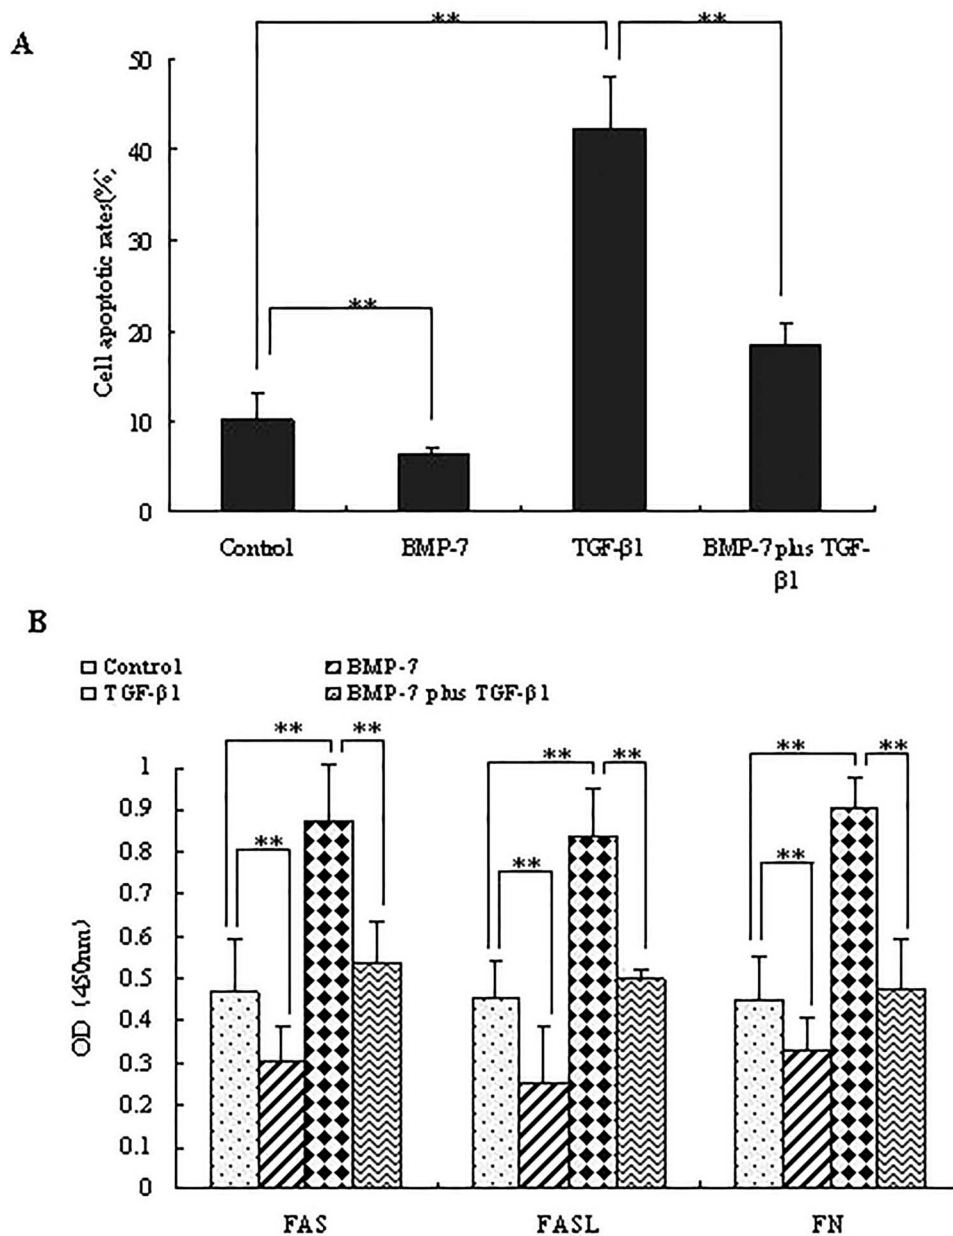 A
** **
50
40
30
20
10
0
Cell apoptotic rates(%)
**
Control BMP-7 TGF-β1 BMP-7 plus TGF-
β1
B
Control BMP-7
TGF-β1 BMP-7 plus TGF-β1
** ** ** ** ** **
** ** **
1
0.9
0.8
0.7
0.6
0.5
0.4
0.3
0.2
0.1
0
OD (450nm)
FAS FASL FN